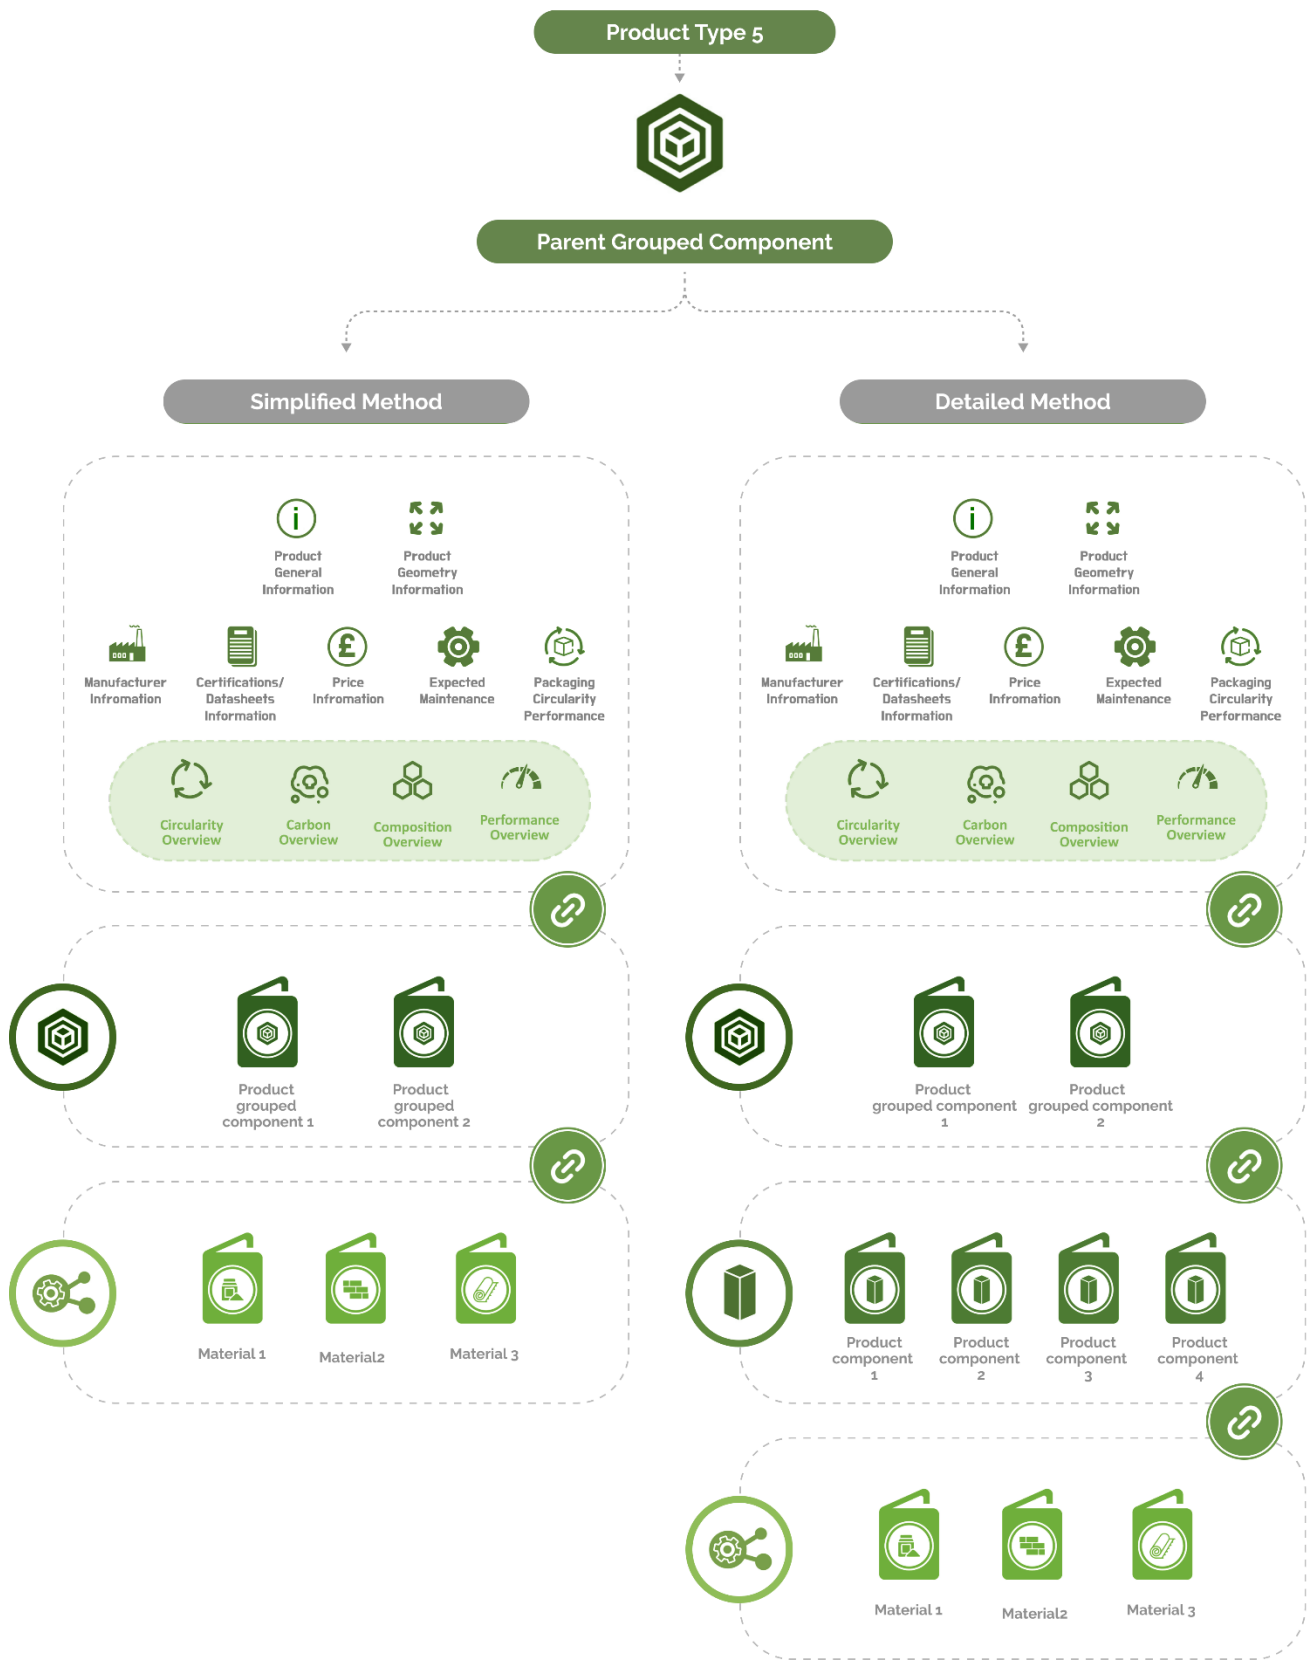 Product Type 5
Parent Grouped Component
Simplified Method
Product
General
Information
Product
Geometry
Information
Manufacturer
Infromation
Certifications/
Datasheets
Information
Price
Infromation
Expected
Maintenance
Packaging
Circularity
Performance
Circularity
Overview
Carbon
Overview
Composition
Overview
Performance
Overview
Product
grouped
component 1
Product
grouped
component 2
Material 1
Material2
Material 3
Detailed Method
Product
General
Information
Product
Geometry
Information
Manufacturer
Infromation
Certifications/
Datasheets
Information
Price
Infromation
Expected
Maintenance
Packaging
Circularity
Performance
Circularity
Overview
Carbon
Overview
Composition
Overview
Performance
Overview
Product
grouped component
1
Product
grouped component
2
Product
component
1
Product
component
2
Product
component
3
Product
component
4
Material 1
Material2
Material 3